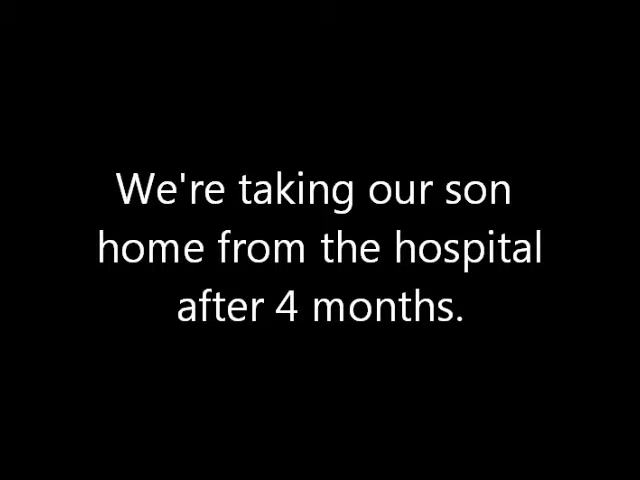 We're taking our son
home from the hospital
after 4 months.